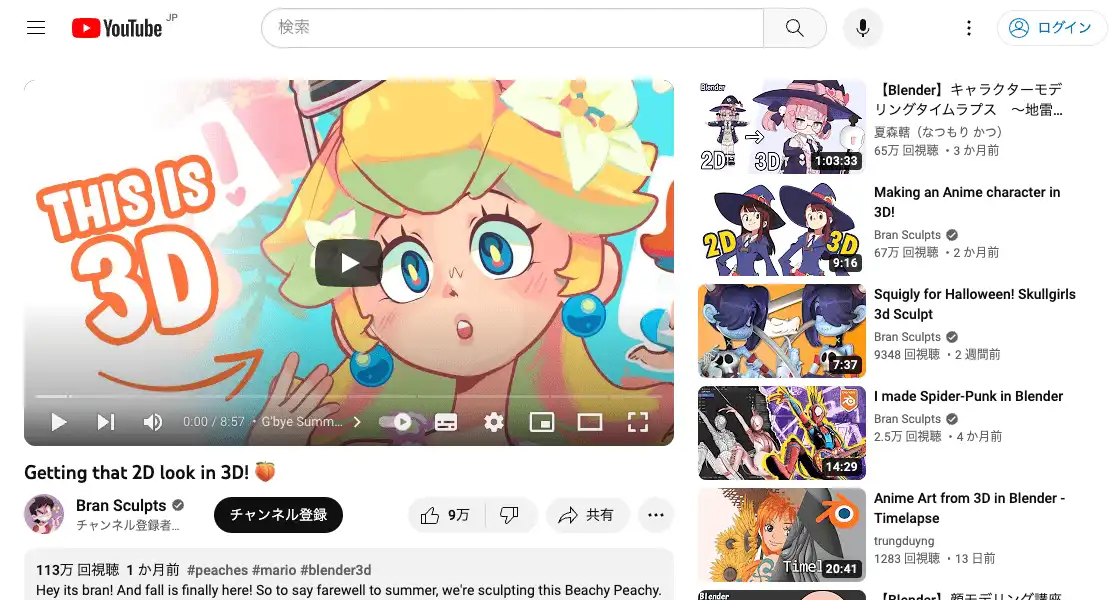 YouTube JP
検索
ログイン
THIS IS!
3D
0:00 / 8:57 • G'bye Summ...
Getting that 2D look in 3D! 🍑
Bran Sculpts
チャンネル登録者...
チャンネル登録
9万
共有
113万 回視聴 1 か月前 #peaches #mario #blender3d
Hey its bran! And fall is finally here! So to say farewell to summer, we're sculpting this Beachy Peachy.
Blender
2D
3D
1:03:33
【Blender】キャラクターモデ
リングタイムラプス ～地雷...
夏森轄（なつもり かつ）
65万 回視聴・3 か月前
2D
3D
9:16
Making an Anime character in
3D!
Bran Sculpts
67万 回視聴・2 か月前
7:37
Squigly for Halloween! Skullgirls
3d Sculpt
Bran Sculpts
9348 回視聴・2 週間前
14:29
I made Spider-Punk in Blender
Bran Sculpts
2.5万 回視聴・4 か月前
Timel
20:41
Anime Art from 3D in Blender -
Timelapse
trungduyng
1283 回視聴・13 日前
Blender
【Blender】顔モデリング講座